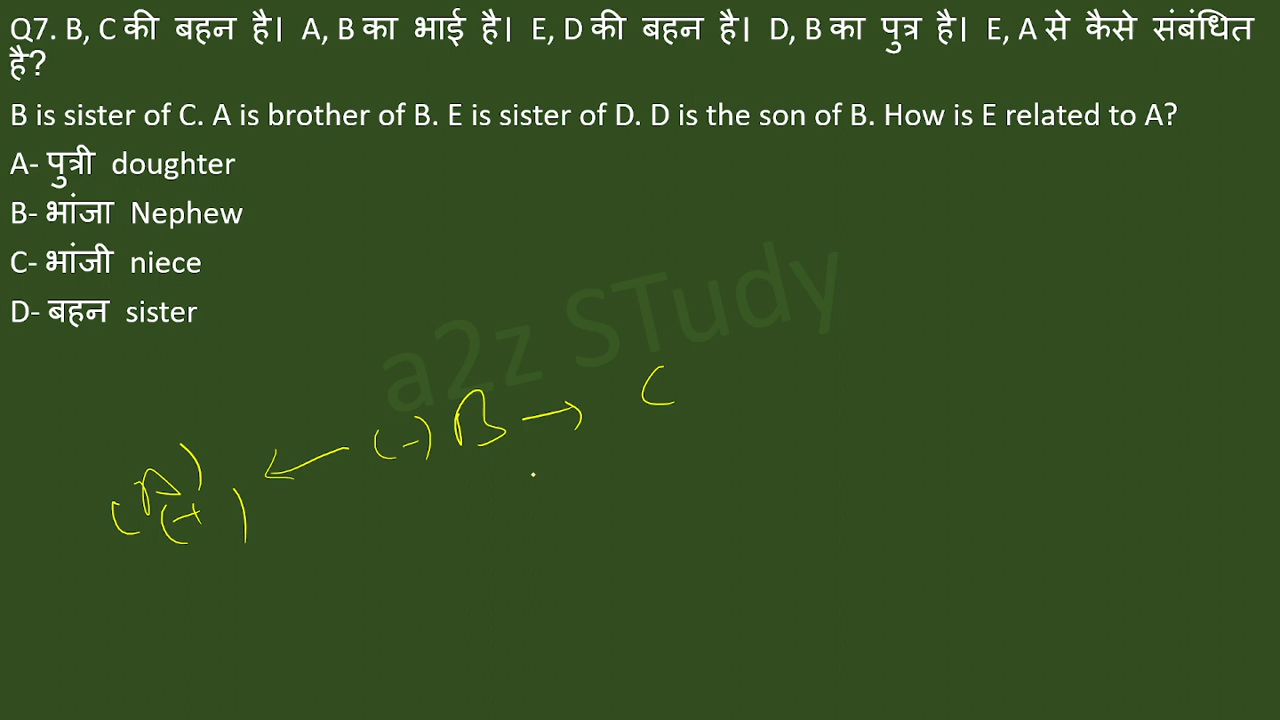 Q7. B, C की बहन है। A, B का भाई है। E, D की बहन है। D, B का पुत्र है। E, A से कैसे संबंधित
है?
B is sister of C. A is brother of B. E is sister of D. D is the son of B. How is E related to A?
A- पुत्री doughter
B- भांजा Nephew
C- भांजी niece
D- बहन sister
a2z STudy
(-) B → C
(A)
(+)